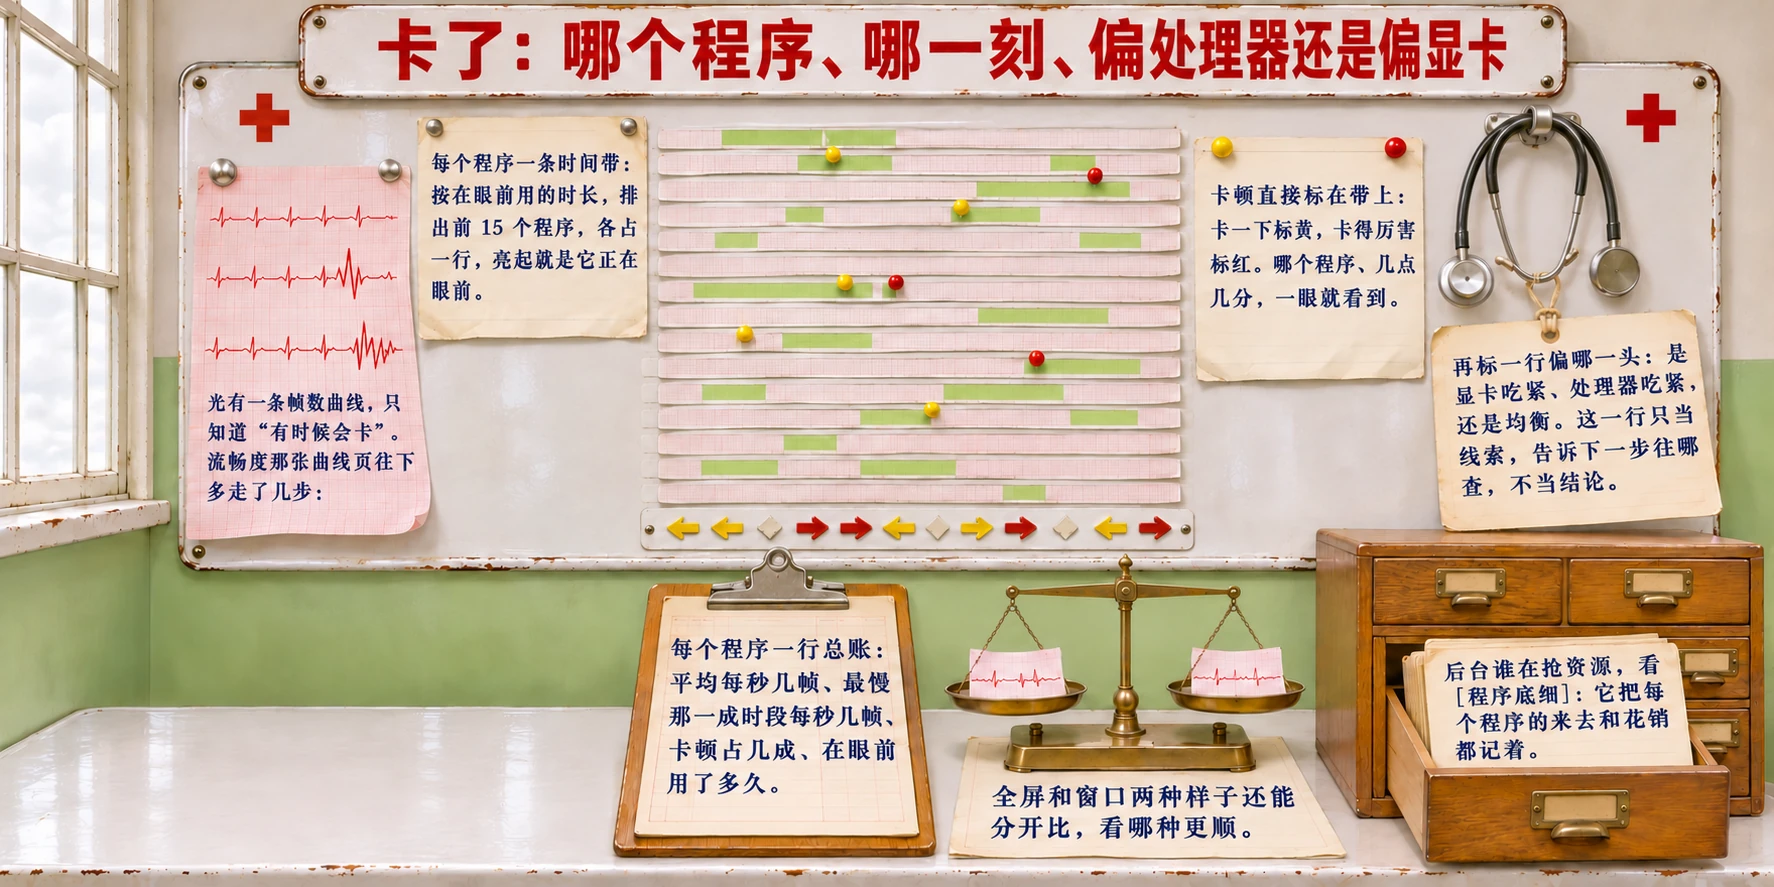 卡了：哪个程序、哪一刻、偏处理器还是偏显卡
光有一条帧数曲线，只
知道“有时候会卡”。
流畅度那张曲线页往下
多走了几步：
每个程序一条时间带：
按在眼前用的时长，排
出前 15 个程序，各占
一行，亮起就是它正在
眼前。
卡顿直接标在带上：
卡一下标黄，卡得厉害
标红。哪个程序、几点
几分，一眼就看到。
再标一行偏哪一头：是
显卡吃紧、处理器吃紧，
还是均衡。这一行只当
线索，告诉下一步往哪
查，不当结论。
每个程序一行总账：
平均每秒几帧、最慢
那一成时段每秒几帧、
卡顿占几成、在眼前
用了多久。
全屏和窗口两种样子还能
分开比，看哪种更顺。
后台谁在抢资源，看
[程序底细]：它把每
个程序的来去和花销
都记着。